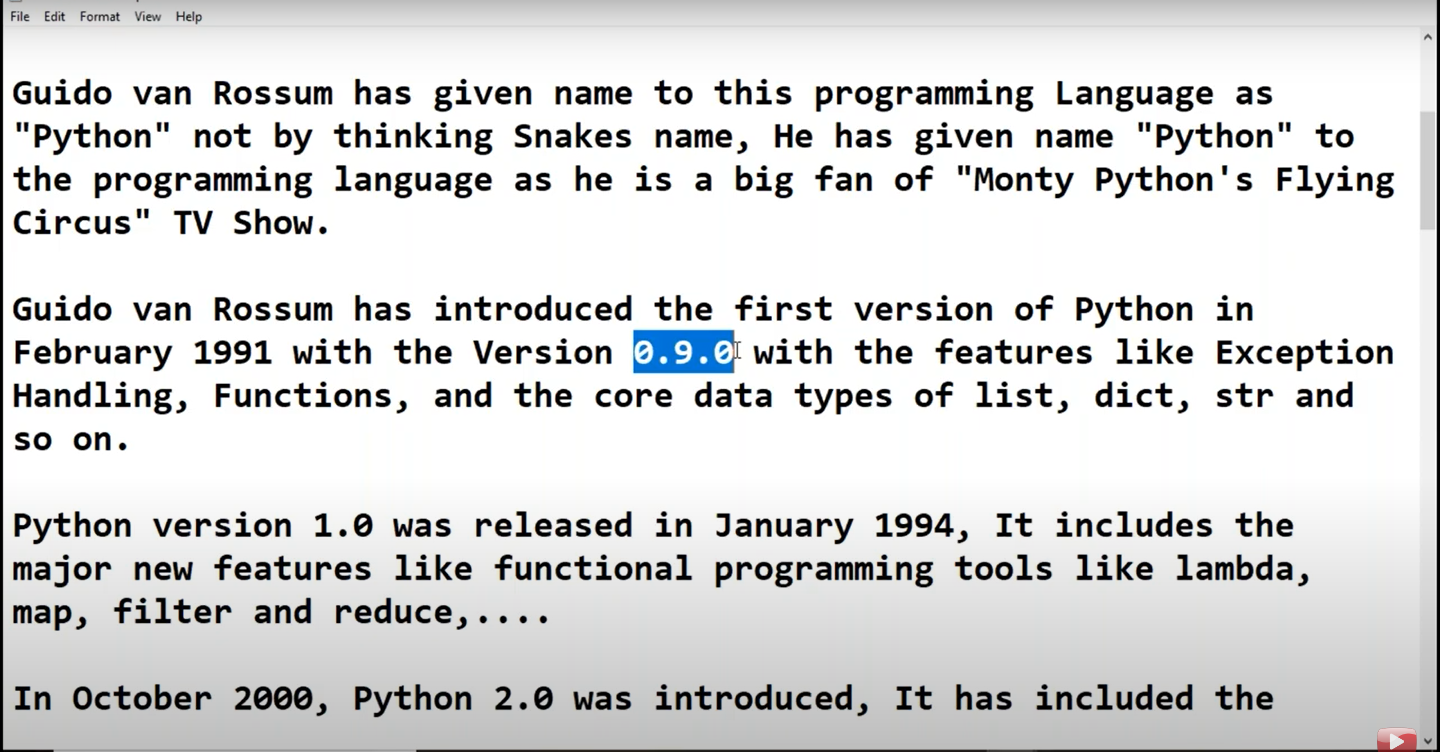 File Edit Format View Help
Guido van Rossum has given name to this programming Language as
"Python" not by thinking Snakes name, He has given name "Python" to
the programming language as he is a big fan of "Monty Python's Flying
Circus" TV Show.
Guido van Rossum has introduced the first version of Python in
February 1991 with the Version 0.9.0 with the features like Exception
Handling, Functions, and the core data types of list, dict, str and
so on.
Python version 1.0 was released in January 1994, It includes the
major new features like functional programming tools like lambda,
map, filter and reduce,....
In October 2000, Python 2.0 was introduced, It has included the